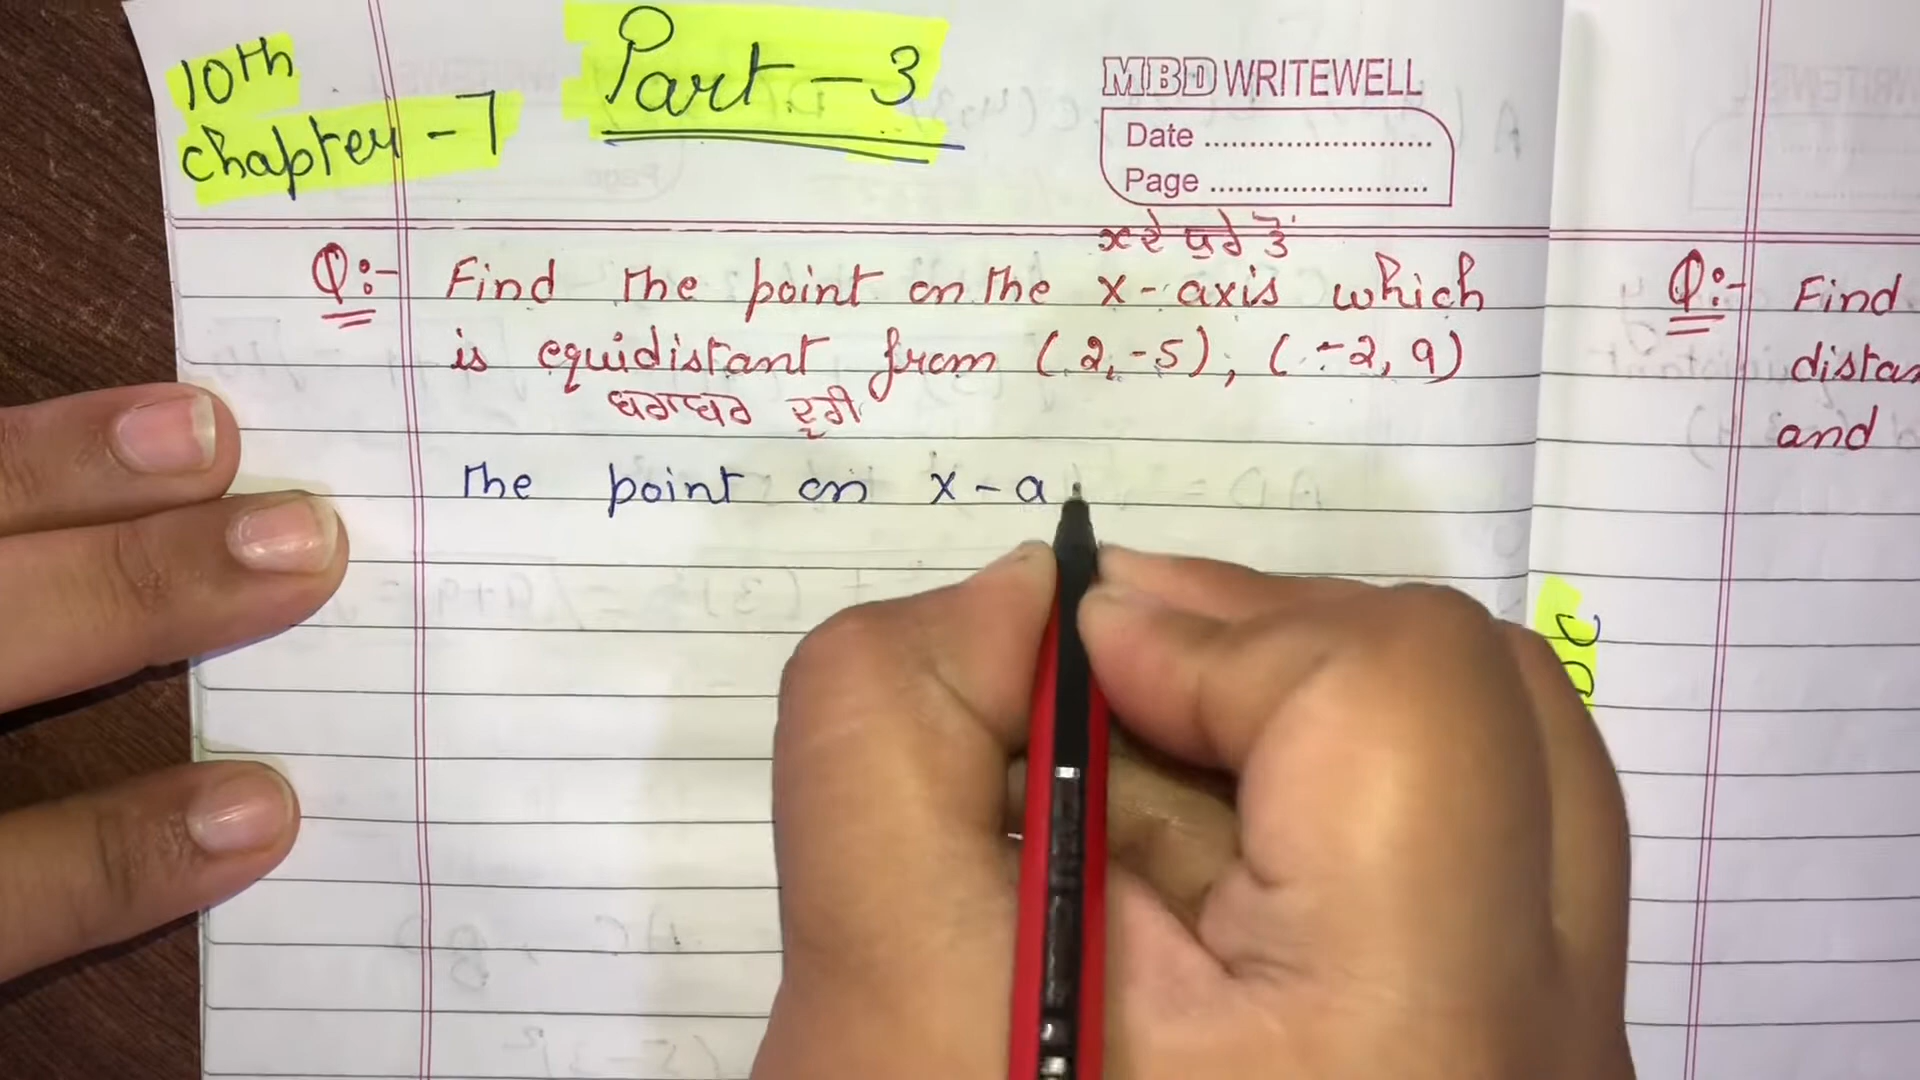 10th
Chapter-7
Part-3
MBD WRITEWELL
Date
Page
x ਦੇ ਧੁਰੇ ਤੇ
Q:- Find the point on the x-axis which
is equidistant from (2,-5), (-2, 9)
ਬਰਾਬਰ ਦੂਰੀ
The point on x-a
Q:- Find
distan
and